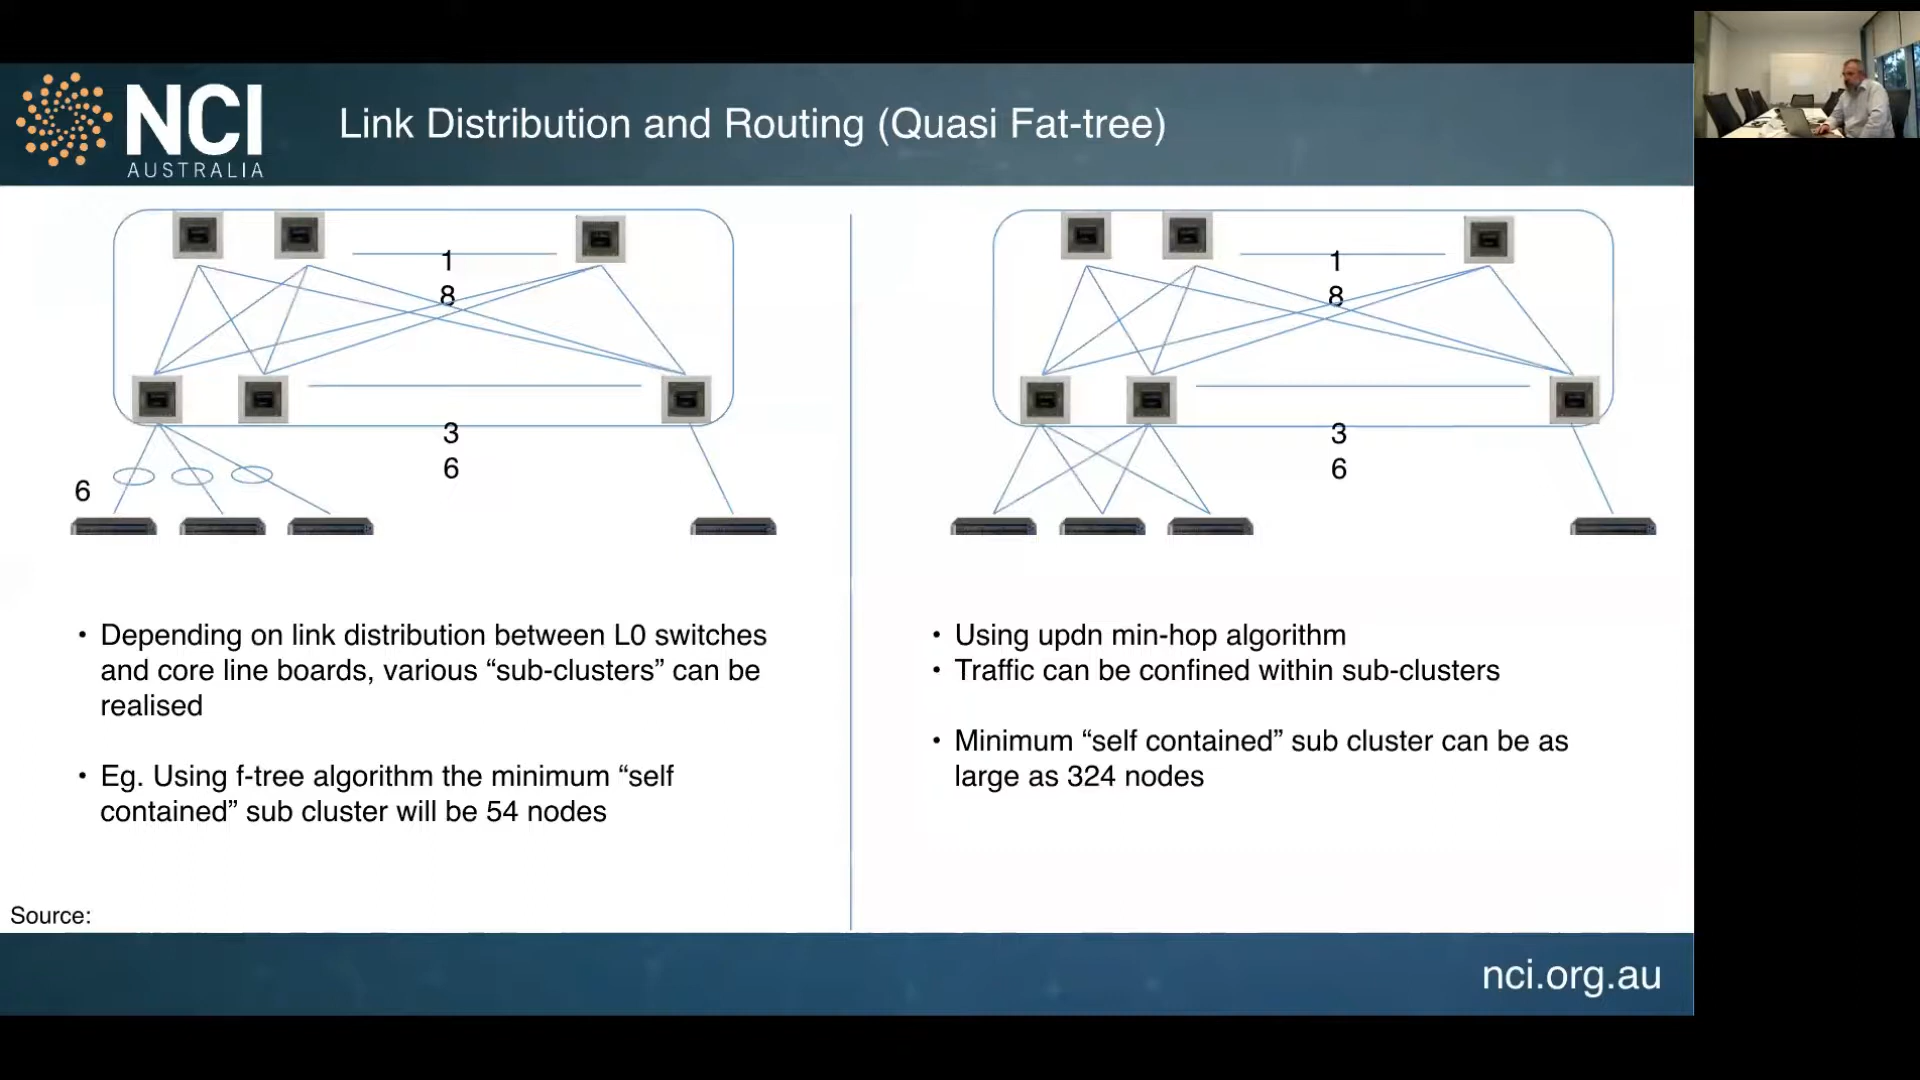 NCI
AUSTRALIA
Link Distribution and Routing (Quasi Fat-tree)
1
8
3
6
6
• Depending on link distribution between L0 switches
and core line boards, various “sub-clusters” can be
realised
• Eg. Using f-tree algorithm the minimum “self
contained” sub cluster will be 54 nodes
1
8
3
6
• Using updn min-hop algorithm
• Traffic can be confined within sub-clusters
• Minimum “self contained” sub cluster can be as
large as 324 nodes
Source:
nci.org.au